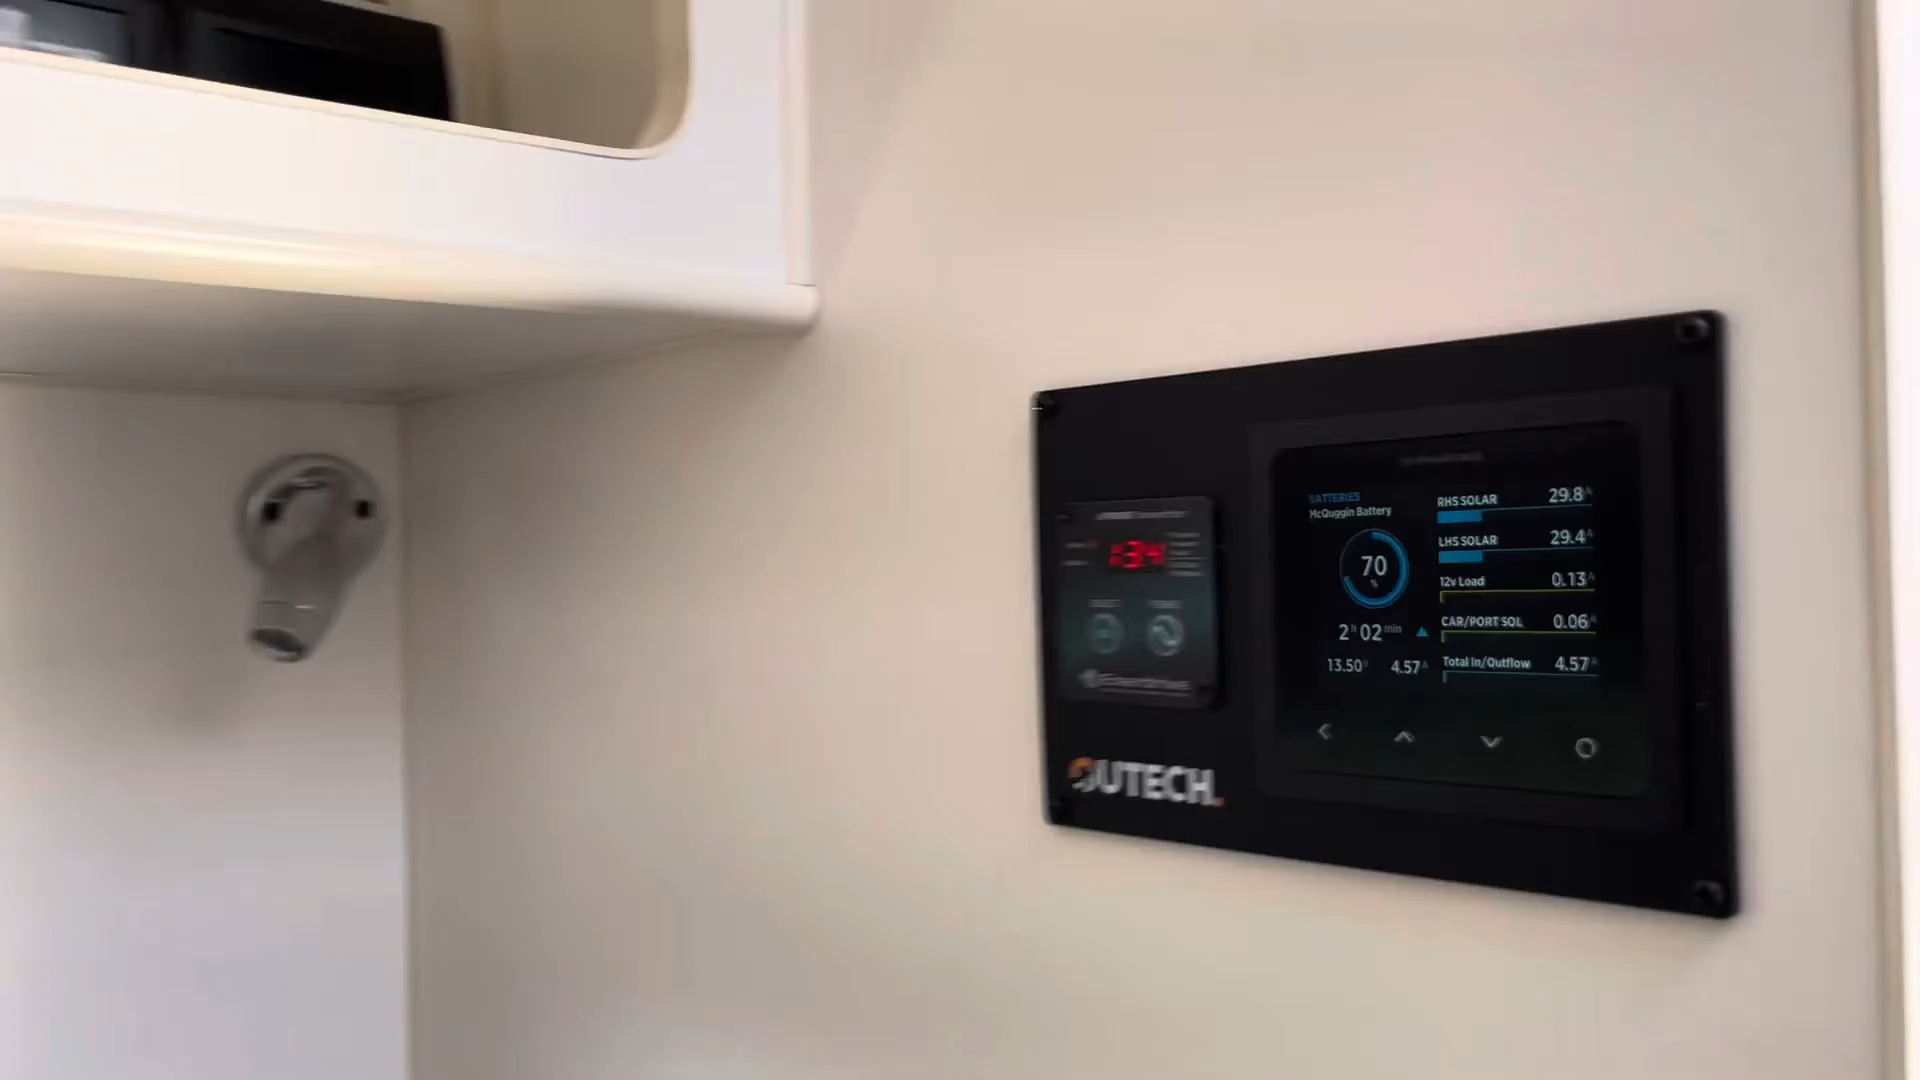 BATTERIES
McQuggin Battery
70
%
2 h 02 min
13.50 V 4.57 A
RHS SOLAR 29.8 A
LHS SOLAR 29.4 A
12v Load 0.13 A
CAR/PORT SOL 0.06 A
Total In/Outflow 4.57 A
OUTECH.